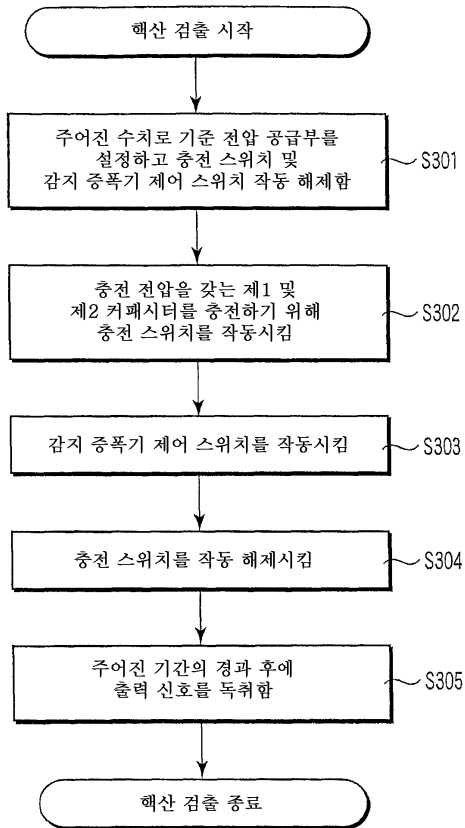 핵산 검출 시작
주어진 수치로 기준 전압 공급부를
설정하고 충전 스위치 및
감지 증폭기 제어 스위치 작동 해제함
S301
충전 전압을 갖는 제1 및
제2 커패시터를 충전하기 위해
충전 스위치를 작동시킴
S302
감지 증폭기 제어 스위치를 작동시킴
S303
충전 스위치를 작동 해제시킴
S304
주어진 기간의 경과 후에
출력 신호를 독취함
S305
핵산 검출 종료